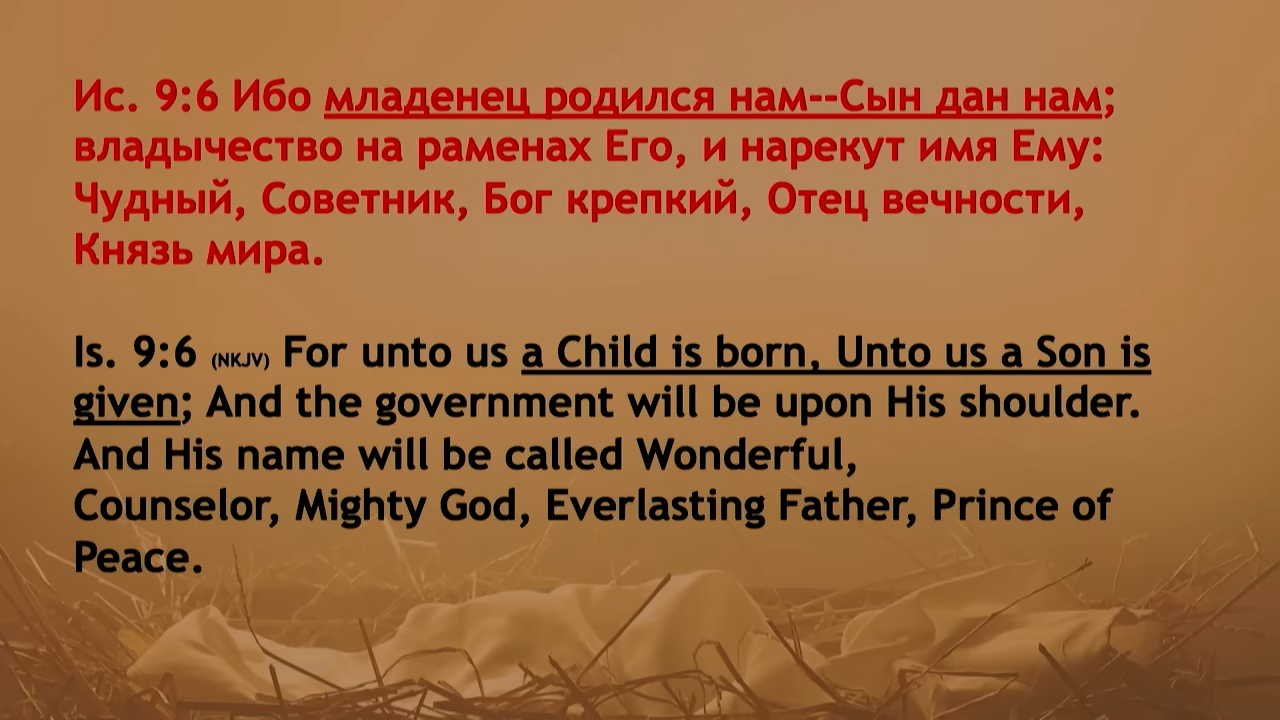 Ис. 9:6 Ибо младенец родился нам--Сын дан нам;
владычество на раменах Его, и нарекут имя Ему:
Чудный, Советник, Бог крепкий, Отец вечности,
Князь мира.
Is. 9:6 (NKJV) For unto us a Child is born, Unto us a Son is
given; And the government will be upon His shoulder.
And His name will be called Wonderful,
Counselor, Mighty God, Everlasting Father, Prince of
Peace.